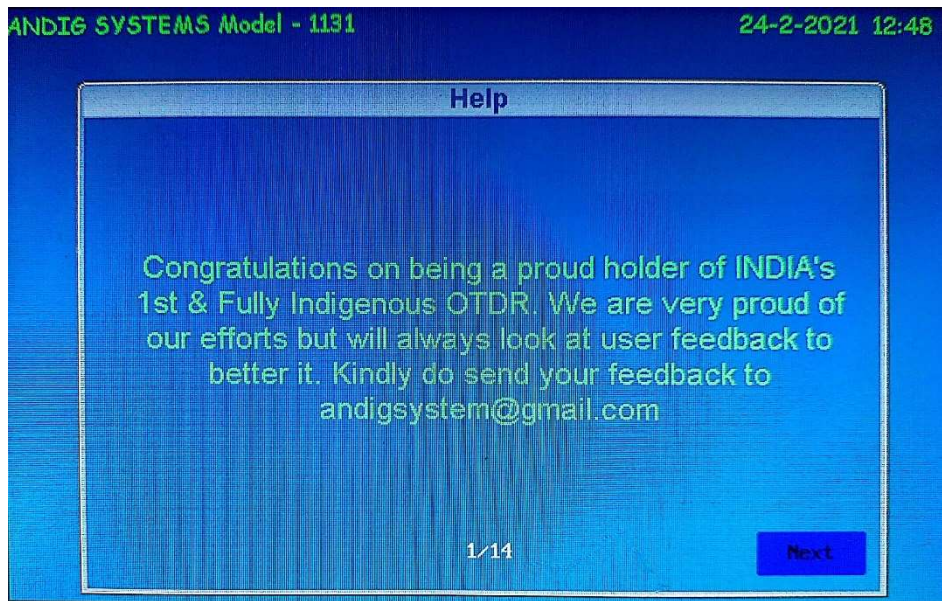 ANDIG SYSTEMS Model - 1131
24-2-2021 12:48
Help
Congratulations on being a proud holder of INDIA's
1st & Fully Indigenous OTDR. We are very proud of
our efforts but will always look at user feedback to
better it. Kindly do send your feedback to
andigsystem@gmail.com
1/14
Next